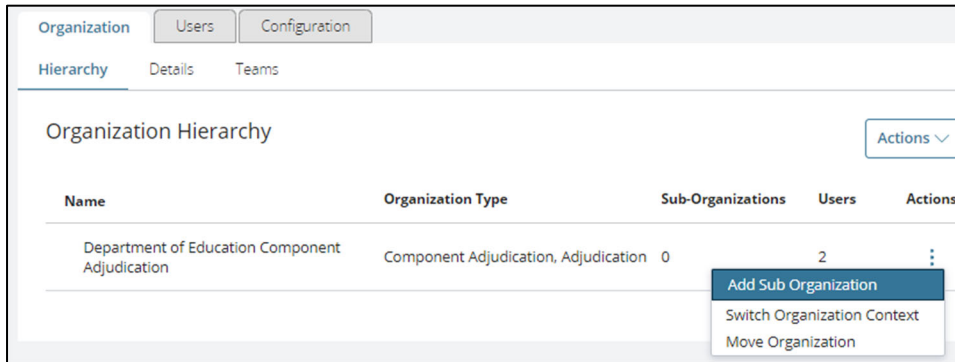 Organization Users Configuration
Hierarchy Details Teams
Organization Hierarchy
Actions
Name Organization Type Sub-Organizations Users Actions
Department of Education Component
Adjudication
Component Adjudication, Adjudication 0 2
Add Sub Organization
Switch Organization Context
Move Organization